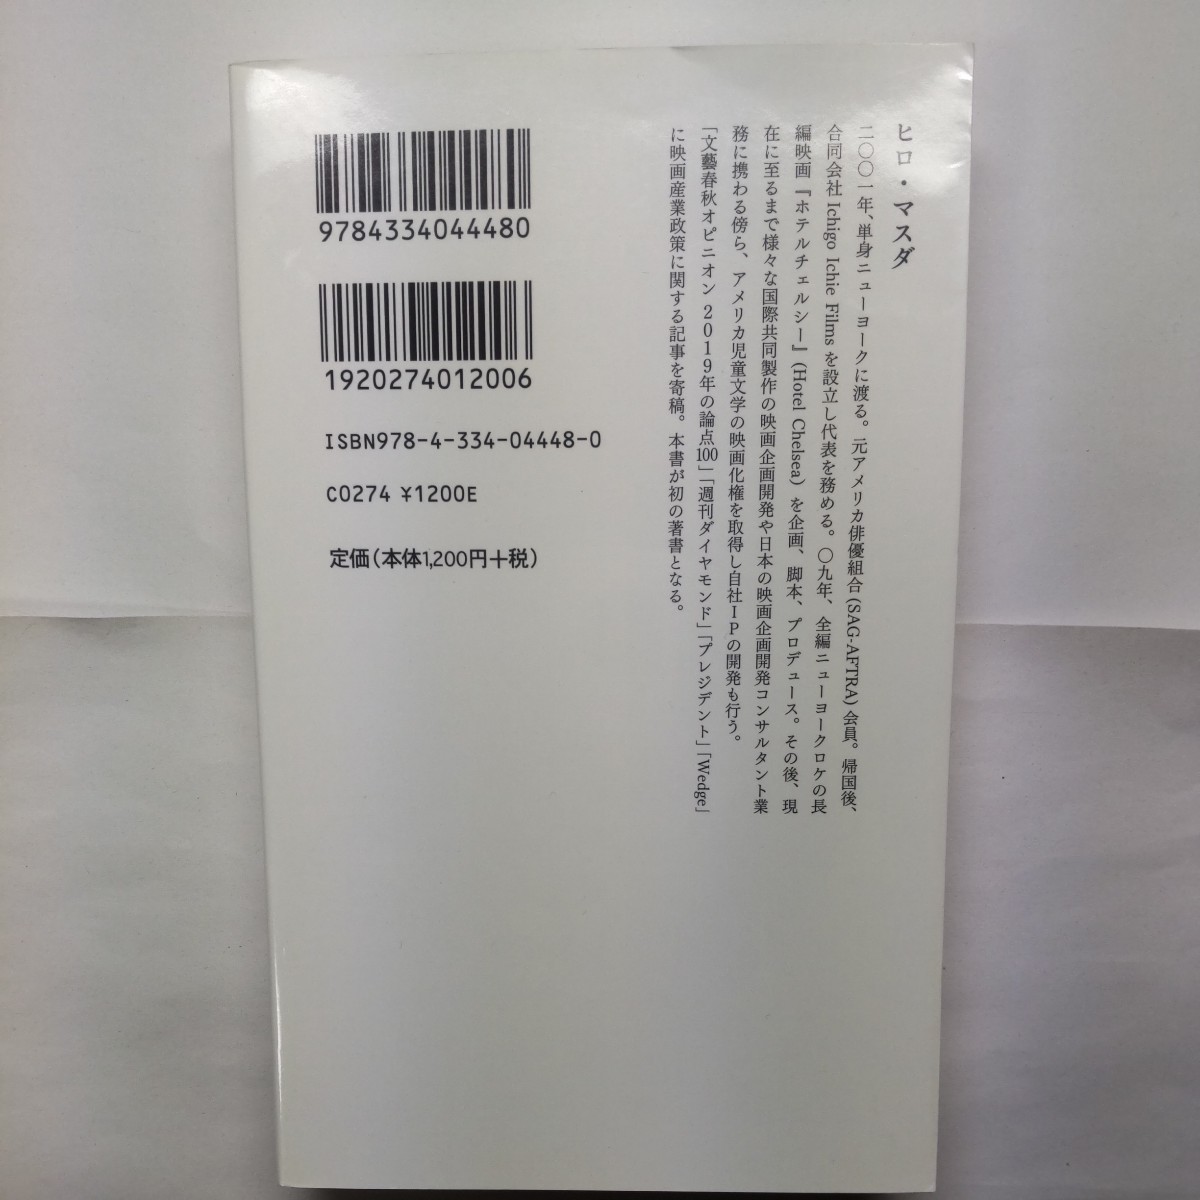 ヒロ・マスダ
二〇〇一年、単身ニューヨークに渡る。元アメリカ俳優組合(SAG-AFTRA)会員。帰国後、
合同会社 Ichigo Ichie Films を設立し代表を務める。〇九年、全編ニューヨークロケの長
編映画『ホテルチェルシー』(Hotel Chelsea) を企画、脚本、プロデュース。その後、現
在に至るまで様々な国際共同製作の映画企画開発や日本の映画企画開発コンサルタント業
務に携わる傍ら、アメリカ児童文学の映画化権を取得し自社IPの開発も行う。
「文藝春秋オピニオン 2019年の論点100」「週刊ダイヤモンド」「プレジデント」「Wedge」
に映画産業政策に関する記事を寄稿。本書が初の著書となる。
9784334044480
1920274012006
ISBN978-4-334-04448-0
C0274 ¥1200E
定価(本体1,200円+税)